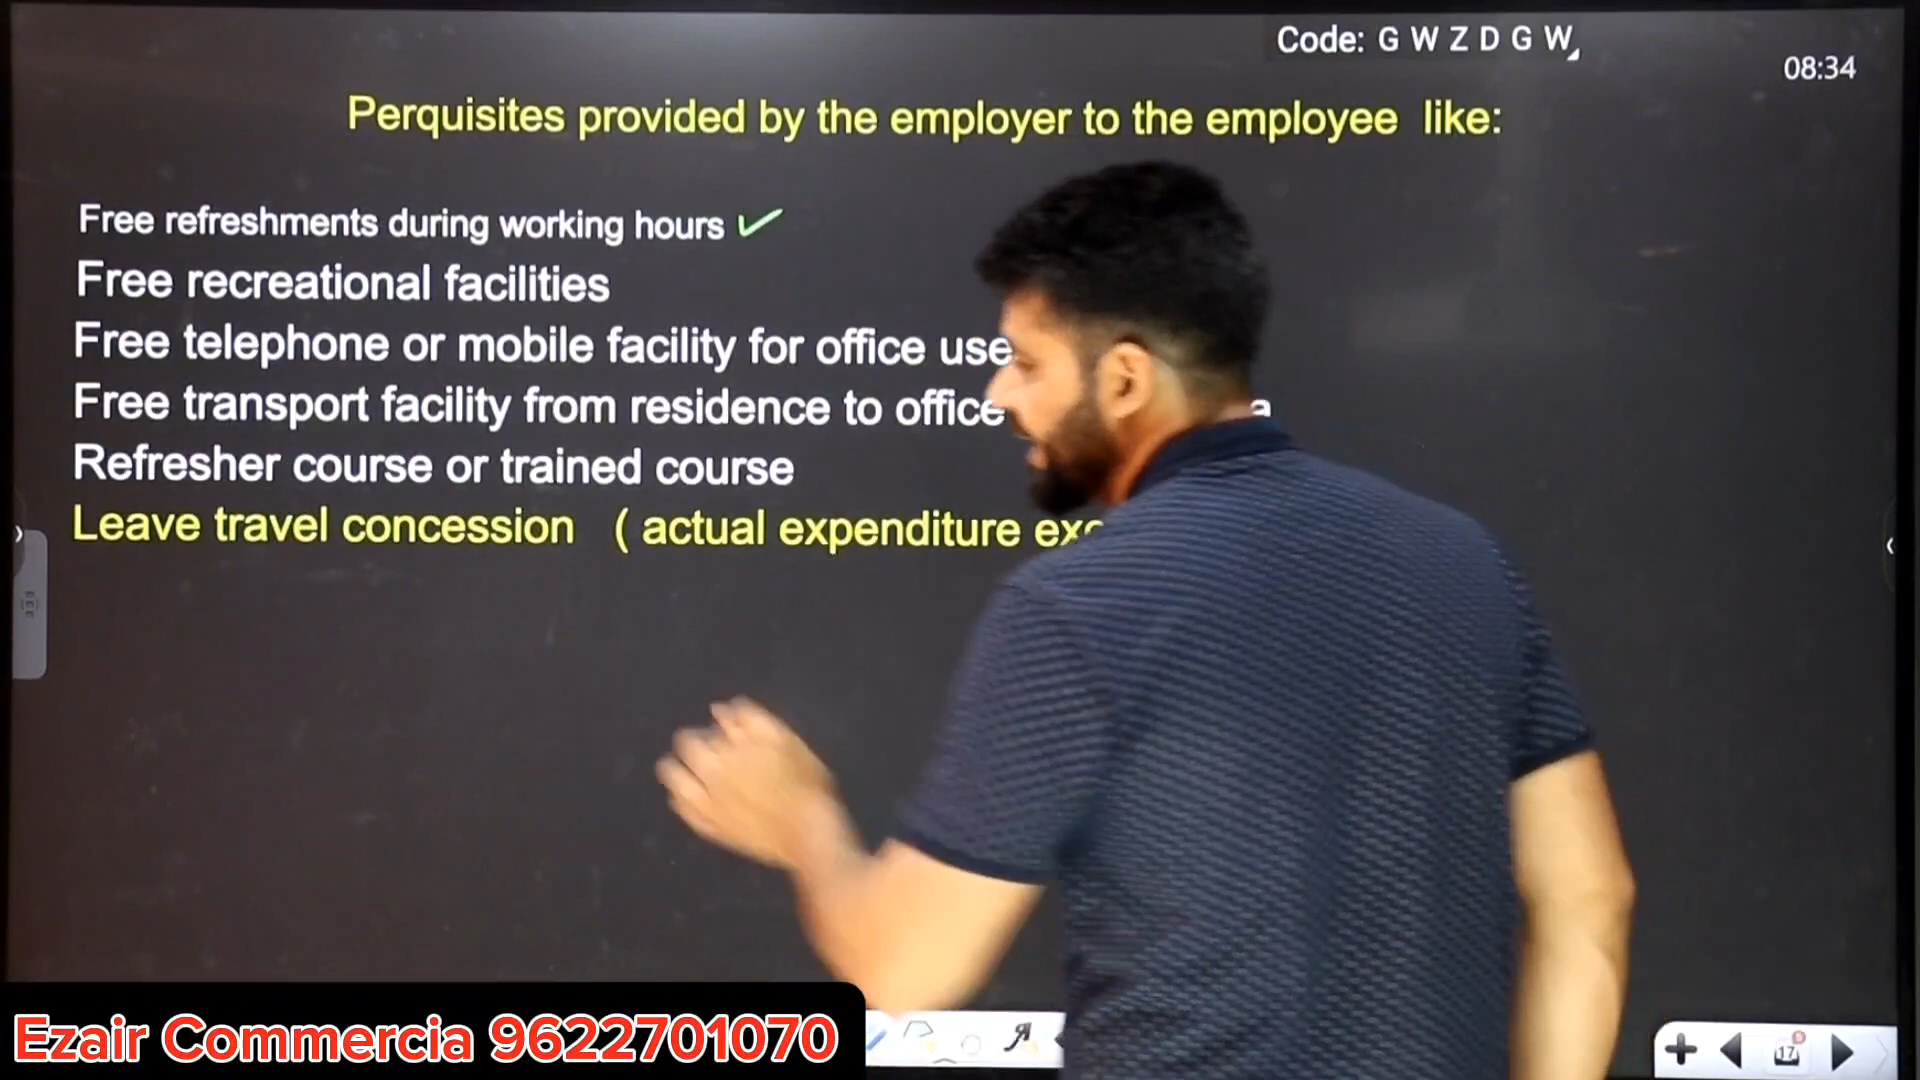 Code: G W Z D G W
08:34
Perquisites provided by the employer to the employee like:
Free refreshments during working hours
Free recreational facilities
Free telephone or mobile facility for office use
Free transport facility from residence to office
Refresher course or trained course
Leave travel concession ( actual expenditure
17
Ezair Commercia 9622701070